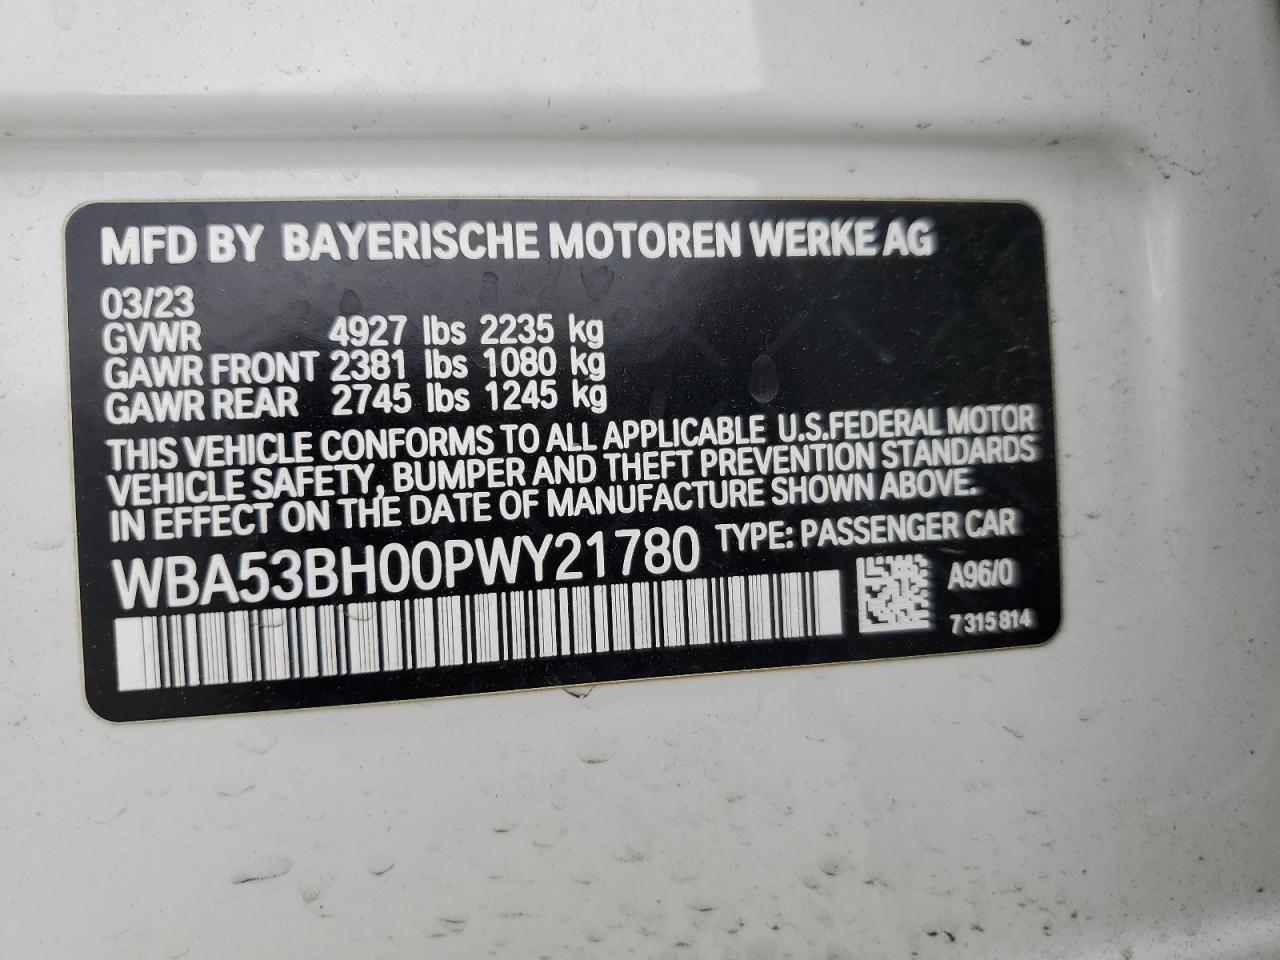 MFD BY BAYERISCHE MOTOREN WERKE AG
03/23
GVWR 4927 lbs 2235 kg
GAWR FRONT 2381 lbs 1080 kg
GAWR REAR 2745 lbs 1245 kg
THIS VEHICLE CONFORMS TO ALL APPLICABLE U.S.FEDERAL MOTOR
VEHICLE SAFETY, BUMPER AND THEFT PREVENTION STANDARDS
IN EFFECT ON THE DATE OF MANUFACTURE SHOWN ABOVE.
WBA53BH00PWY21780 TYPE: PASSENGER CAR
A96/0
7 315 814